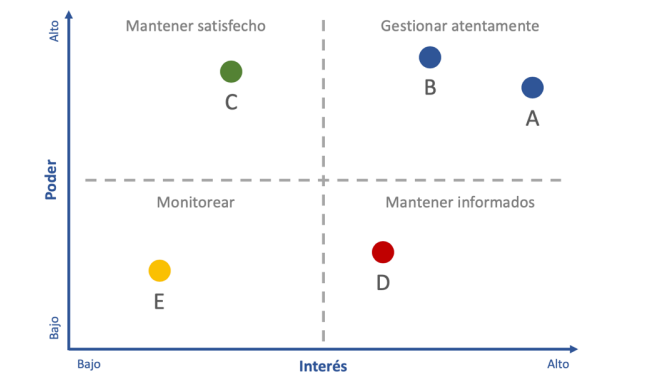 Alto
Mantener satisfecho
Gestionar atentamente
B
C
A
Poder
Monitorear
Mantener informados
D
E
Bajo
Bajo
Interés
Alto